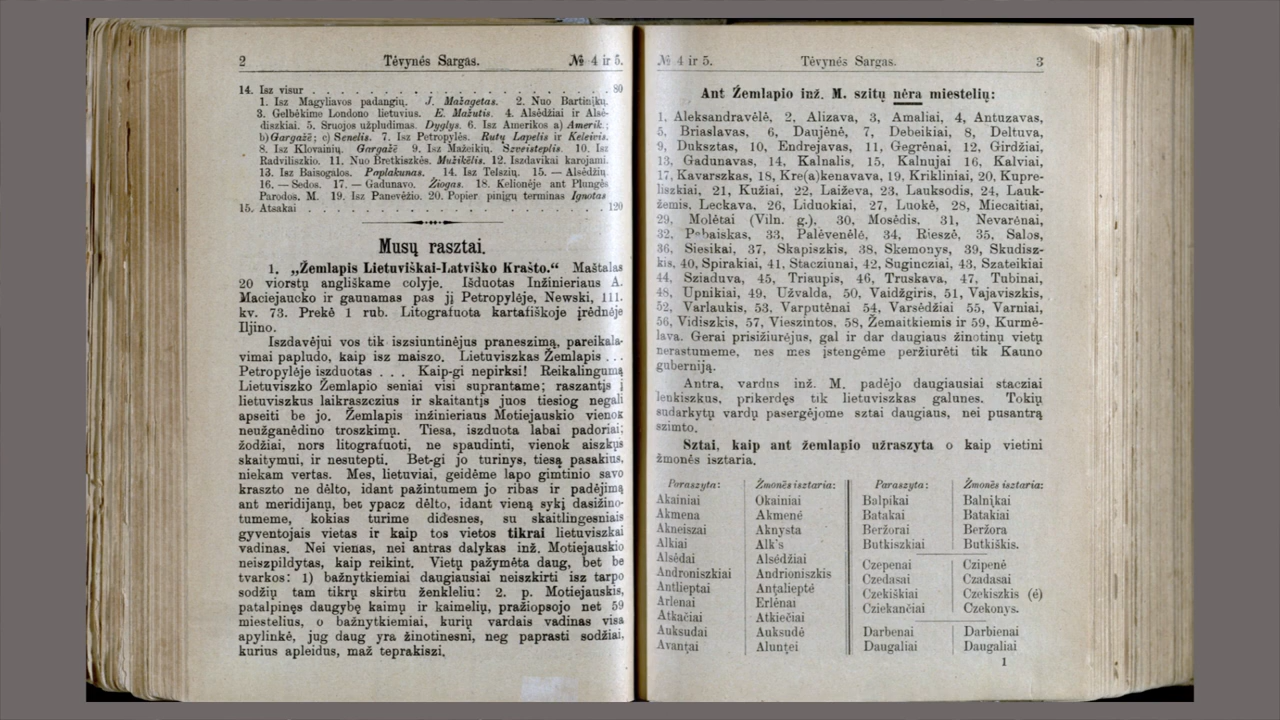 2 Tėvynės Sargas. № 4 ir 5.
14. Isz visur . . . . . . . . . . . . . . . . . . . . . . 80
1. Isz Magyliavos padangių. J. Mažagetas. 2. Nuo Bartinįkų.
3. Gelbėkime Londono lietuvius. E. Mažutis. 4. Alsėdžiai ir Alsė-
diszkiai. 5. Sruojos užpludimas. Dyglys. 6. Isz Amerikos a) Amerik.;
b) Gargažė; c) Senelis. 7. Isz Petropylės. Rutų Lapelis ir Keleivis.
8. Isz Klovainių. Gargažė 9. Isz Mažeikių. Szveisteplis. 10. Isz
Radviliszkio. 11. Nuo Bretkiszkės. Mužikėlis. 12. Iszdavikai karojami.
13. Isz Baisogalos. Paplakunas. 14. Isz Telszių. 15. — Alsėdžių.
16. — Sedos. 17. — Gadunavo. Žiogas. 18. Kelionėje ant Plungės
Parodos. M. 19. Isz Panevėžio. 20. Popier. pinįgų terminas Ignotas
15. Atsakai . . . . . . . . . . . . . . . . . . . . . . 120
Musų rasztai.
1. „Žemlapis Lietuviškai-Latviško Krašto.“ Maštalas
20 viorstų angliškame colyje. Išduotas Inžinieriaus A.
Maciejaucko ir gaunamas pas jį Petropylėje, Newski, 111.
kv. 73. Prekė 1 rub. Litografuota kartafiškoje įrėdnėje
Iljino.
Iszdavėjui vos tik iszsiuntinėjus praneszimą, pareikala-
vimai papludo, kaip isz maiszo. Lietuviszkas Žemlapis . . .
Petropylėje iszduotas . . . Kaip-gi nepirksi! Reikalingumą
Lietuviszko Žemlapio seniai visi suprantame; raszantįs į
lietuviszkus laikraszczius ir skaitantįs juos tiesiog negali
apseiti be jo. Žemlapis inžinieriaus Motiejauskio vienok
neužganėdino troszkimų. Tiesa, iszduota labai padoriai;
žodžiai, nors litografuoti, ne spaudinti, vienok aiszkųs
skaitymui, ir nesutepti. Bet-gi jo turinys, tiesą pasakius,
niekam vertas. Mes, lietuviai, geidėme lapo gimtinio savo
kraszto ne dėlto, idant pažintumem jo ribas ir padėjimą
ant meridijanų, bet ypacz dėlto, idant vieną sykį dasižino-
tumeme, kokias turime didesnes, su skaitlingesniais
gyventojais vietas ir kaip tos vietos tikrai lietuviszkai
vadinas. Nei vienas, nei antras dalykas inž. Motiejauskio
neiszpildytas, kaip reikint. Vietų pažymėta daug, bet be
tvarkos: 1) bažnytkiemiai daugiausiai neiszkirti isz tarpo
sodžių tam tikrų skirtu ženkleliu: 2. p. Motiejauskis,
patalpinęs daugybę kaimų ir kaimelių, pražiopsojo net 59
miestelius, o bažnytkiemiai, kurių vardais vadinas visa
apylinkė, jug daug yra žinotinesni, neg paprasti sodžiai,
kurius apleidus, maž teprakiszi.
№ 4 ir 5. Tėvynės Sargas. 3
Ant Žemlapio inž. M. szitų nėra miestelių:
1, Aleksandravėlė, 2, Alizava, 3, Amaliai, 4, Antuzavas,
5, Briaslavas, 6, Daujėnė, 7, Debeikiai, 8, Deltuva,
9, Duksztas, 10, Endrejavas, 11, Gegrėnai, 12, Girdžiai,
13, Gadunavas, 14, Kalnalis, 15, Kalnujai 16, Kalviai,
17, Kavarszkas, 18, Kre(a)kenavava, 19, Krikliniai, 20, Kupre-
liszkiai, 21, Kužiai, 22, Laiževa, 23, Lauksodis, 24, Lauk-
žemis, Leckava, 26, Liduokiai, 27, Luokė, 28, Miecaitiai,
29, Molėtai (Viln. g.), 30, Mosėdis, 31, Nevarėnai,
32, Pabaiskas, 33, Palėvenėlė, 34, Rieszė, 35, Salos,
36, Siesikai, 37, Skapiszkis, 38, Skemonys, 39, Skudisz-
kis, 40, Spirakiai, 41, Stacziunai, 42, Sugincziai, 43, Szateikiai
44, Sziaduva, 45, Triaupis, 46, Truskava, 47, Tubinai,
48, Upnikiai, 49, Užvalda, 50, Vaidžgiris, 51, Vajaviszkis,
52, Varlaukis, 53, Varputėnai 54, Varsėdžiai 55, Varniai,
56, Vidiszkis, 57, Vieszintos, 58, Žemaitkiemis ir 59, Kurmė-
lava. Gerai prisižiurėjus, gal ir dar daugiaus žinotinų vietų
nerastumeme, nes mes įstengėme peržiurėti tik Kauno
guberniją.
Antra, vardus inž. M. padėjo daugiausiai stacziai
lenkiszkus, prikerdęs tik lietuviszkas galunes. Tokių
sudarkytų vardų pasergėjome sztai daugiaus, nei pusantrą
szimto.
Sztai, kaip ant žemlapio užraszyta o kaip vietini
žmonės isztaria.
Paraszyta: Žmonės isztaria: Paraszyta: Žmonės isztaria:
Akainiai Okainiai Balpikai Balnįkai
Akmena Akmenė Batakai Batakiai
Akneiszai Aknysta Beržorai Beržora
Alkiai Alk's Butkiszkiai Butkiškis.
Alsėdai Alsėdžiai Czepenai Czipenė
Androniszkiai Andrioniszkis Czedasai Czadasai
Antlieptai Antalieptė Czekiškiai Czekiszkis (é)
Arlenai Erlėnai Cziekančiai Czekonys.
Atkačiai Atkiečiai
Auksudai Auksudė Darbenai Darbienai
Avantai Aluntei Daugaliai Daugaliai
1